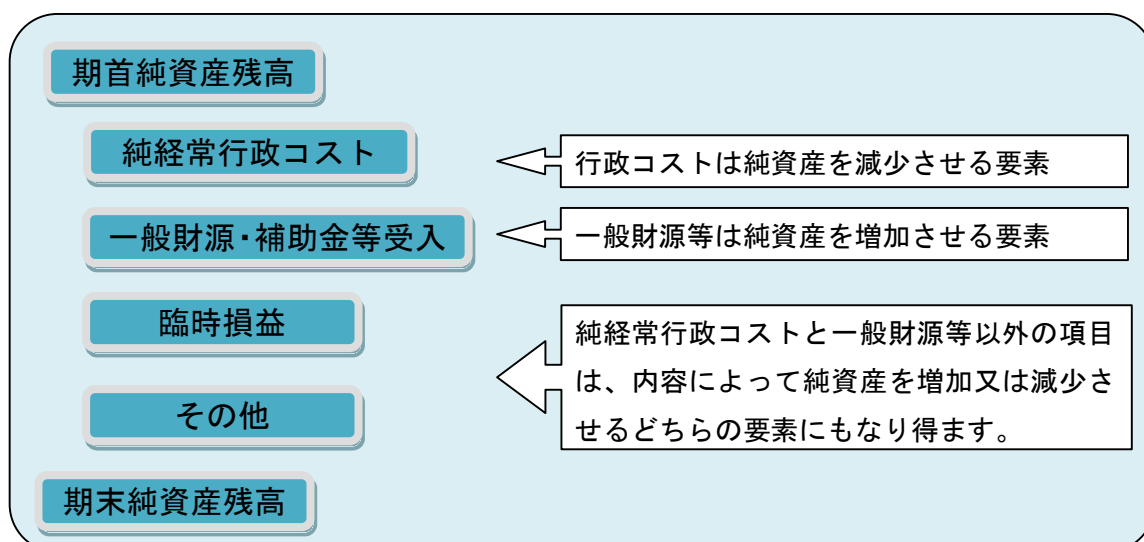 期首純資産残高
純経常行政コスト
行政コストは純資産を減少させる要素
一般財源・補助金等受入
一般財源等は純資産を増加させる要素
臨時損益
純経常行政コストと一般財源等以外の項目
は、内容によって純資産を増加又は減少さ
せるどちらの要素にもなり得ます。
その他
期末純資産残高